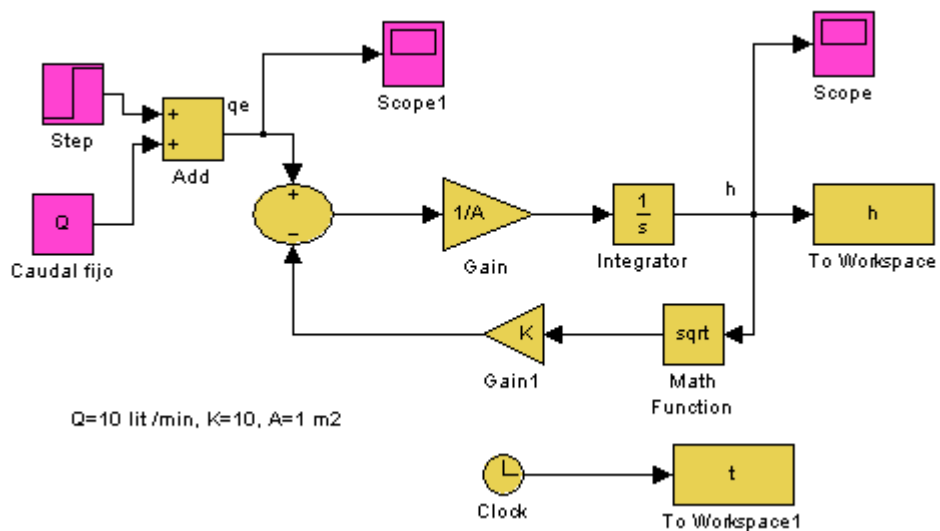 Step
+
+
Add
qe
Scope1
Scope
Q
Caudal fijo
+
−
1/A
Gain
1
s
Integrator
h
h
To Workspace
K
Gain1
sqrt
Math
Function
Q=10 lit /min, K=10, A=1 m2
Clock
t
To Workspace1